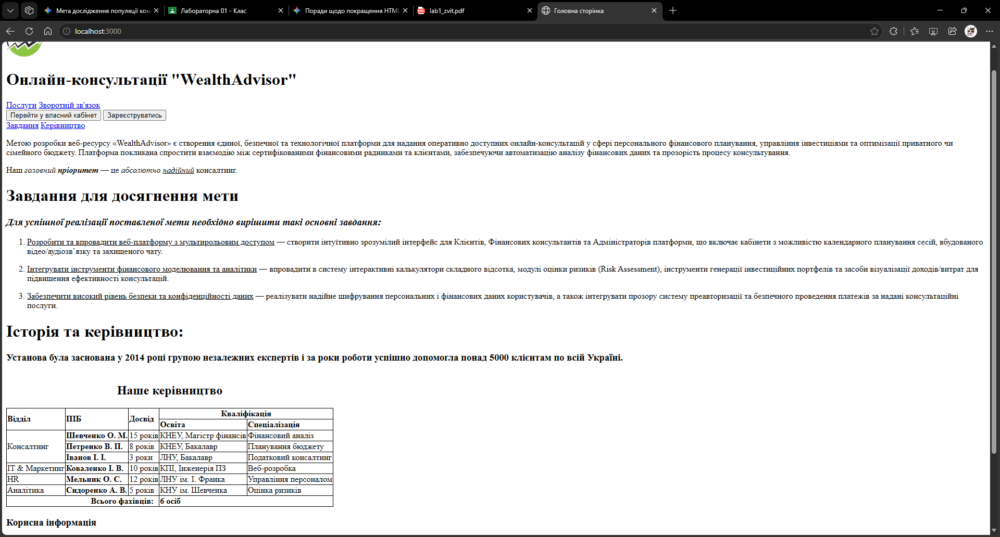 Мета дослідження популяції ком
Лабораторна 01 - Клас
Поради щодо покращення HTML
lab1_zvit.pdf
Головна сторінка
localhost:3000
Онлайн-консультації "WealthAdvisor"
Послуги Зворотній зв'язок
Перейти у власний кабінет Зареєструватись
Завдання Керівництво
Метою розробки веб-ресурсу «WealthAdvisor» є створення єдиної, безпечної та технологічної платформи для надання оперативно доступних онлайн-консультацій у сфері персонального фінансового планування, управління інвестиціями та оптимізації приватного чи
сімейного бюджету. Платформа покликана спростити взаємодію між сертифікованими фінансовими радниками та клієнтами, забезпечуючи автоматизацію аналізу фінансових даних та прозорість процесу консультування.
Наш головний пріоритет — це абсолютно надійний консалтинг.
Завдання для досягнення мети
Для успішної реалізації поставленої мети необхідно вирішити такі основні завдання:
1. Розробити та впровадити веб-платформу з мультирольовим доступом — створити інтуїтивно зрозумілий інтерфейс для Клієнтів, Фінансових консультантів та Адміністраторів платформи, що включає кабінети з можливістю календарного планування сесій, вбудованого
відео/аудіозв’язку та захищеного чату.
2. Інтегрувати інструменти фінансового моделювання та аналітики — впровадити в систему інтерактивні калькулятори складного відсотка, модулі оцінки ризиків (Risk Assessment), інструменти генерації інвестиційних портфелів та засоби візуалізації доходів/витрат для
підвищення ефективності консультацій.
3. Забезпечити високий рівень безпеки та конфіденційності даних — реалізувати надійне шифрування персональних і фінансових даних користувачів, а також інтегрувати прозору систему преавторизації та безпечного проведення платежів за надані консультаційні
послуги.
Історія та керівництво:
Установа була заснована у 2014 році групою незалежних експертів і за роки роботи успішно допомогла понад 5000 клієнтам по всій Україні.
Наше керівництво
Відділ ПІБ Досвід Кваліфікація
Освіта Спеціалізація
Консалтинг Шевченко О. М. 15 років КНЕУ, Магістр фінансів Фінансовий аналіз
Петренко В. П. 8 років КНЕУ, Бакалавр Планування бюджету
Іванов І. І. 3 роки ЛНУ, Бакалавр Податковий консалтинг
IT & Маркетинг Коваленко І. В. 10 років КПІ, Інженерія ПЗ Веб-розробка
HR Мельник О. С. 12 років ЛНУ ім. І. Франка Управління персоналом
Аналітика Сидоренко А. В. 5 років КНУ ім. Шевченка Оцінка ризиків
Всього фахівців: 6 осіб
Корисна інформація